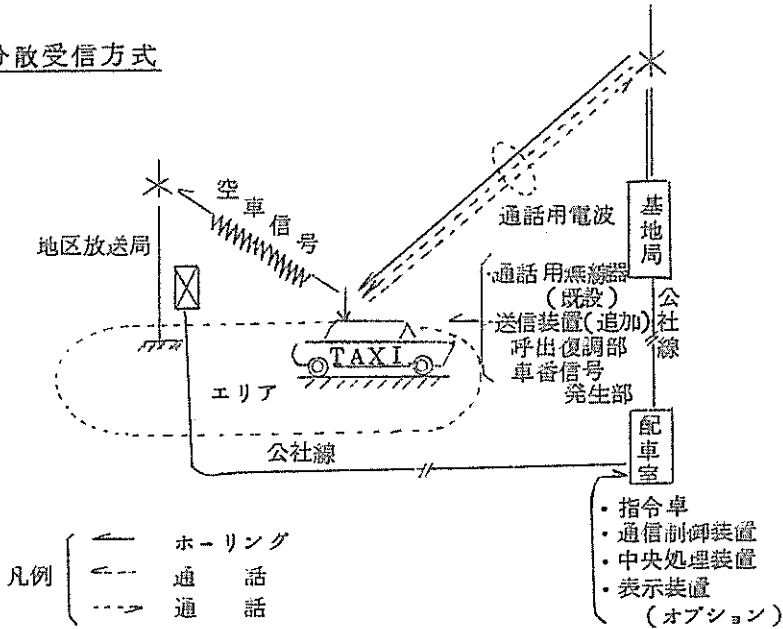 分散受信方式
空車信号
地区放送局
通話用電波
基地局
・通話用無線器
(既設)
送信装置(追加)
呼出復調部
車番信号
発生部
公社線
TAXI
エリア
公社線
配車室
・指令卓
・通信制御装置
・中央処理装置
・表示装置
(オプション)
凡例
ホーリング
通 話
通 話